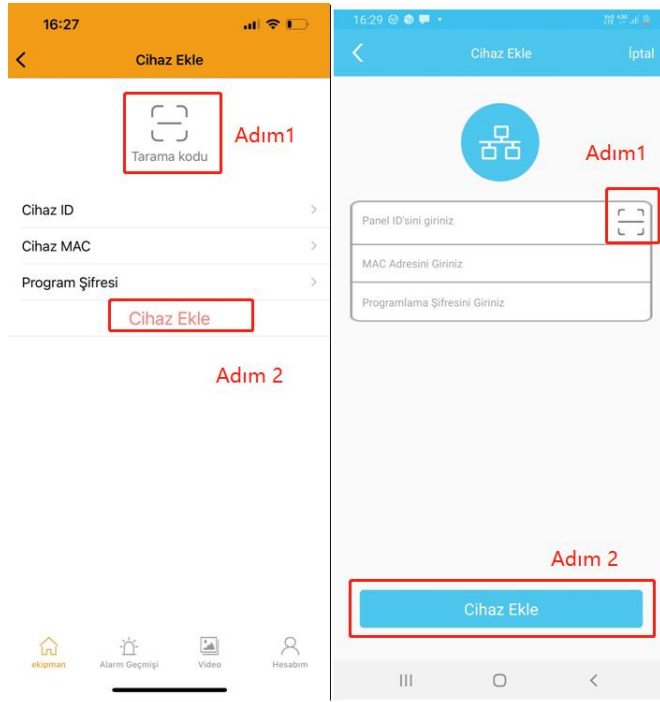 16:27
Cihaz Ekle
Tarama kodu
Adım1
Cihaz ID
Cihaz MAC
Program Şifresi
Cihaz Ekle
Adım 2
ekipman
Alarm Geçmişi
Video
Hesabım
16:29
Cihaz Ekle
İptal
Adım1
Panel ID'sini giriniz
MAC Adresini Giriniz
Programlama Şifresini Giriniz
Adım 2
Cihaz Ekle